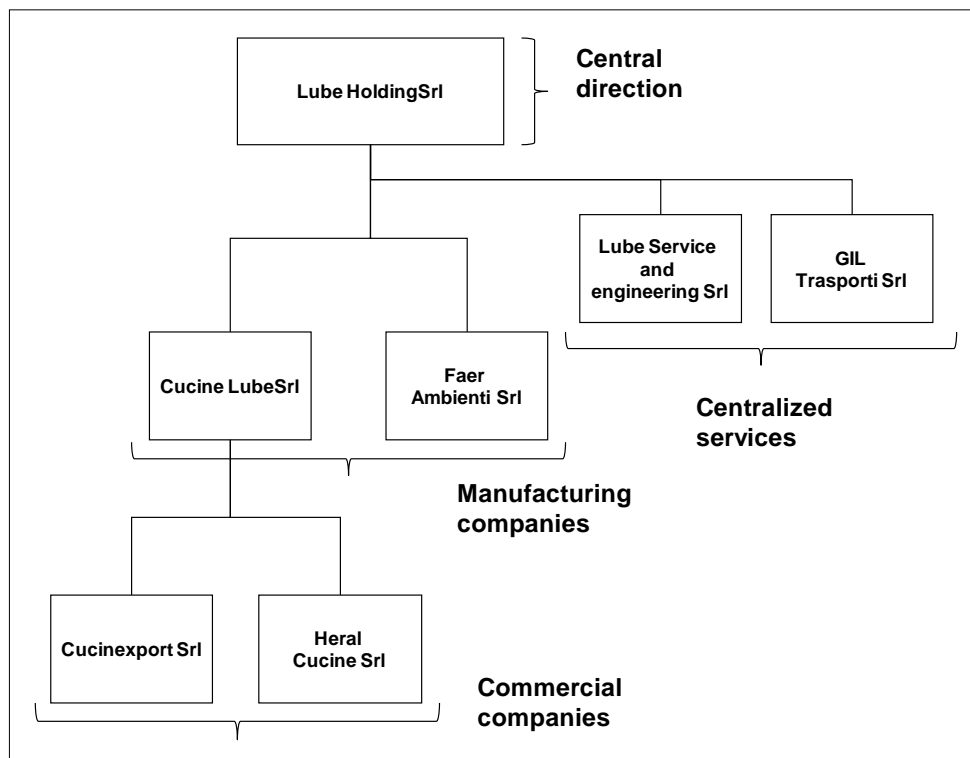 Lube HoldingSrl
Central
direction
Lube Service
and
engineering Srl
GIL
Trasporti Srl
Cucine LubeSrl
Faer
Ambienti Srl
Centralized
services
Manufacturing
companies
Cucinexport Srl
Heral
Cucine Srl
Commercial
companies